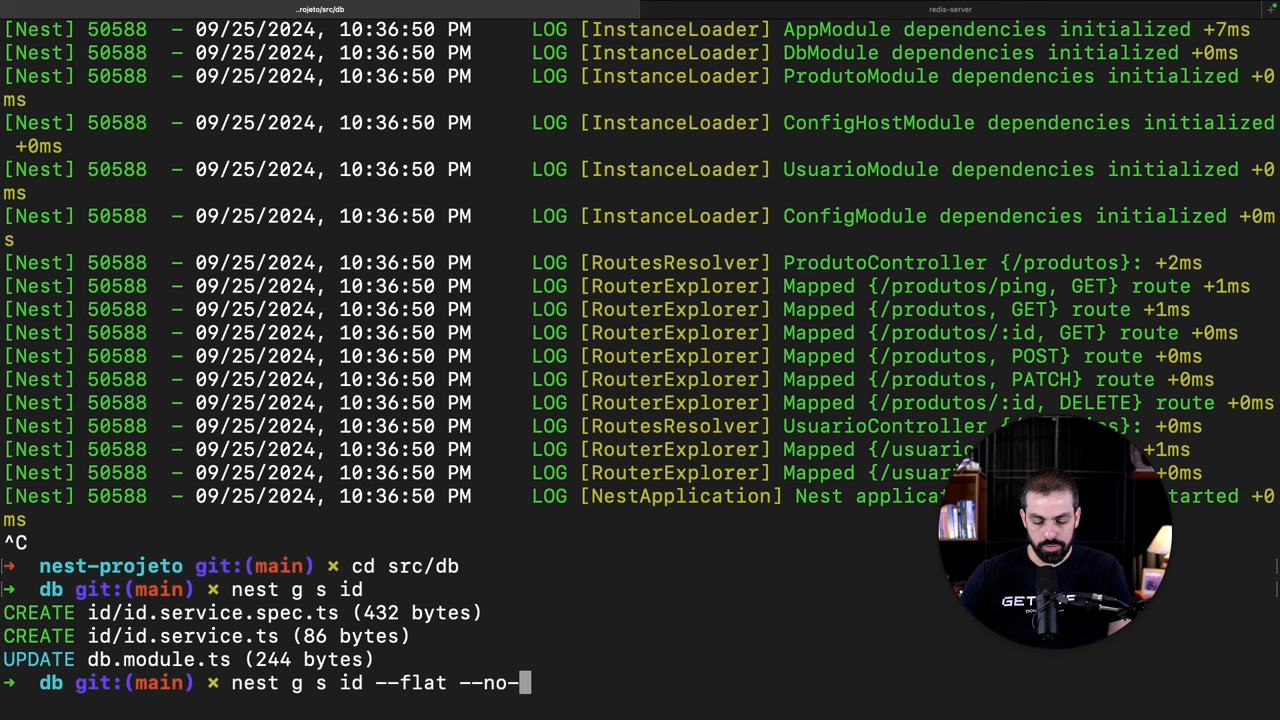 ..rojeto/src/db
redis-server
[Nest] 50588  – 09/25/2024, 10:36:50 PM     LOG [InstanceLoader] AppModule dependencies initialized +7ms
[Nest] 50588  – 09/25/2024, 10:36:50 PM     LOG [InstanceLoader] DbModule dependencies initialized +0ms
[Nest] 50588  – 09/25/2024, 10:36:50 PM     LOG [InstanceLoader] ProdutoModule dependencies initialized +0
ms
[Nest] 50588  – 09/25/2024, 10:36:50 PM     LOG [InstanceLoader] ConfigHostModule dependencies initialized
+0ms
[Nest] 50588  – 09/25/2024, 10:36:50 PM     LOG [InstanceLoader] UsuarioModule dependencies initialized +0
ms
[Nest] 50588  – 09/25/2024, 10:36:50 PM     LOG [InstanceLoader] ConfigModule dependencies initialized +0m
s
[Nest] 50588  – 09/25/2024, 10:36:50 PM     LOG [RoutesResolver] ProdutoController {/produtos}: +2ms
[Nest] 50588  – 09/25/2024, 10:36:50 PM     LOG [RouterExplorer] Mapped {/produtos/ping, GET} route +1ms
[Nest] 50588  – 09/25/2024, 10:36:50 PM     LOG [RouterExplorer] Mapped {/produtos, GET} route +1ms
[Nest] 50588  – 09/25/2024, 10:36:50 PM     LOG [RouterExplorer] Mapped {/produtos/:id, GET} route +0ms
[Nest] 50588  – 09/25/2024, 10:36:50 PM     LOG [RouterExplorer] Mapped {/produtos, POST} route +0ms
[Nest] 50588  – 09/25/2024, 10:36:50 PM     LOG [RouterExplorer] Mapped {/produtos, PATCH} route +0ms
[Nest] 50588  – 09/25/2024, 10:36:50 PM     LOG [RouterExplorer] Mapped {/produtos/:id, DELETE} route +0ms
[Nest] 50588  – 09/25/2024, 10:36:50 PM     LOG [RoutesResolver] UsuarioController }: +0ms
[Nest] 50588  – 09/25/2024, 10:36:50 PM     LOG [RouterExplorer] Mapped {/usuario +1ms
[Nest] 50588  – 09/25/2024, 10:36:50 PM     LOG [RouterExplorer] Mapped {/usuar +0ms
[Nest] 50588  – 09/25/2024, 10:36:50 PM     LOG [NestApplication] Nest applica tarted +0
ms
^C
→  nest-projeto git:(main) × cd src/db
→  db git:(main) × nest g s id
CREATE id/id.service.spec.ts (432 bytes)
CREATE id/id.service.ts (86 bytes)
UPDATE db.module.ts (244 bytes)
→  db git:(main) × nest g s id --flat --no-